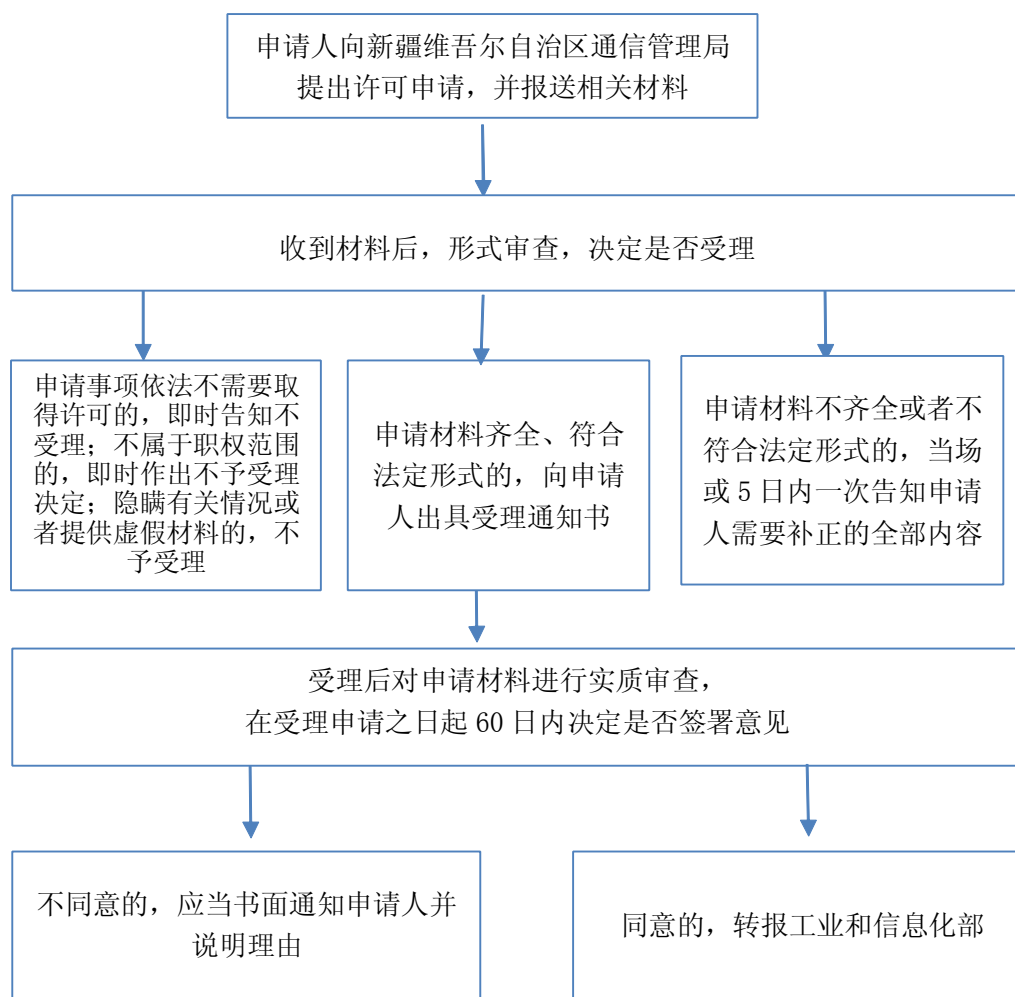 申请人向新疆维吾尔自治区通信管理局
提出许可申请，并报送相关材料
收到材料后，形式审查，决定是否受理
申请事项依法不需要取
得许可的，即时告知不
受理；不属于职权范围
的，即时作出不予受理
决定；隐瞒有关情况或
者提供虚假材料的，不
予受理
申请材料齐全、符合
法定形式的，向申请
人出具受理通知书
申请材料不齐全或者不
符合法定形式的，当场
或 5 日内一次告知申请
人需要补正的全部内容
受理后对申请材料进行实质审查，
在受理申请之日起 60 日内决定是否签署意见
不同意的，应当书面通知申请人并
说明理由
同意的，转报工业和信息化部